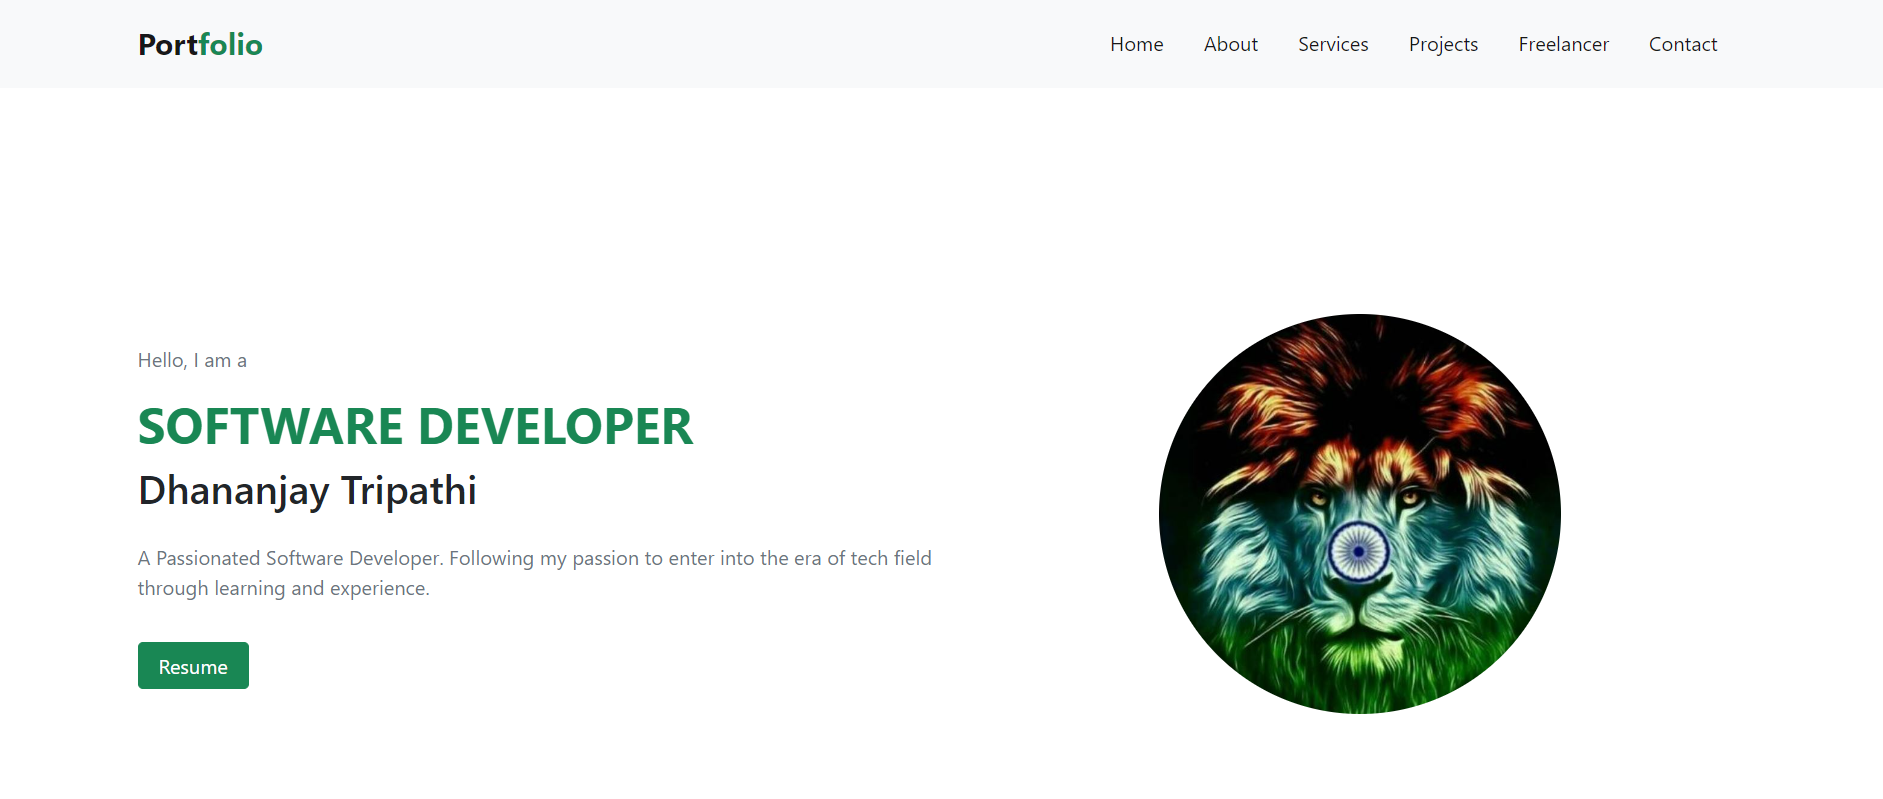 Portfolio
Home About Services Projects Freelancer Contact
Hello, I am a
SOFTWARE DEVELOPER
Dhananjay Tripathi
A Passionated Software Developer. Following my passion to enter into the era of tech field
through learning and experience.
Resume